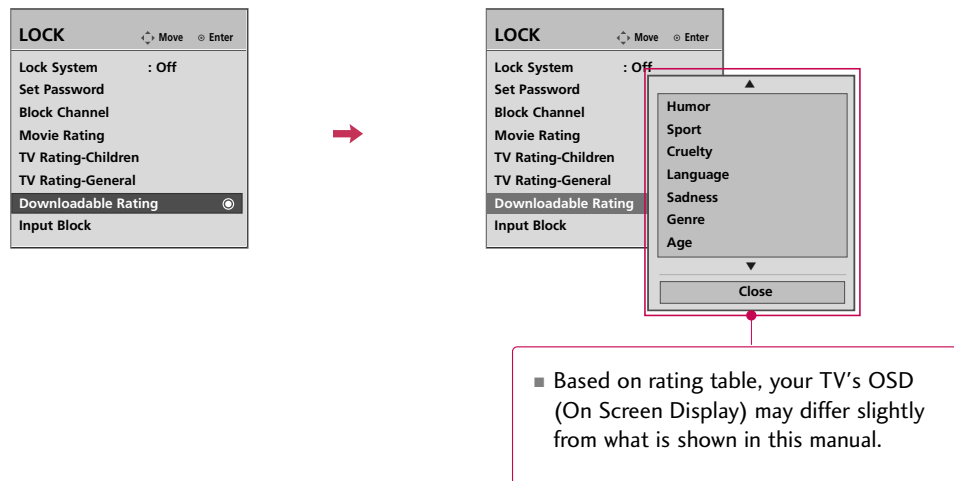 LOCK
Move Enter
Lock System : Off
Set Password
Block Channel
Movie Rating
TV Rating-Children
TV Rating-General
Downloadable Rating
Input Block
LOCK
Move Enter
Lock System : Off
Set Password
Block Channel
Movie Rating
TV Rating-Children
TV Rating-General
Downloadable Rating
Input Block
Humor
Sport
Cruelty
Language
Sadness
Genre
Age
Close
■ Based on rating table, your TV's OSD
(On Screen Display) may differ slightly
from what is shown in this manual.